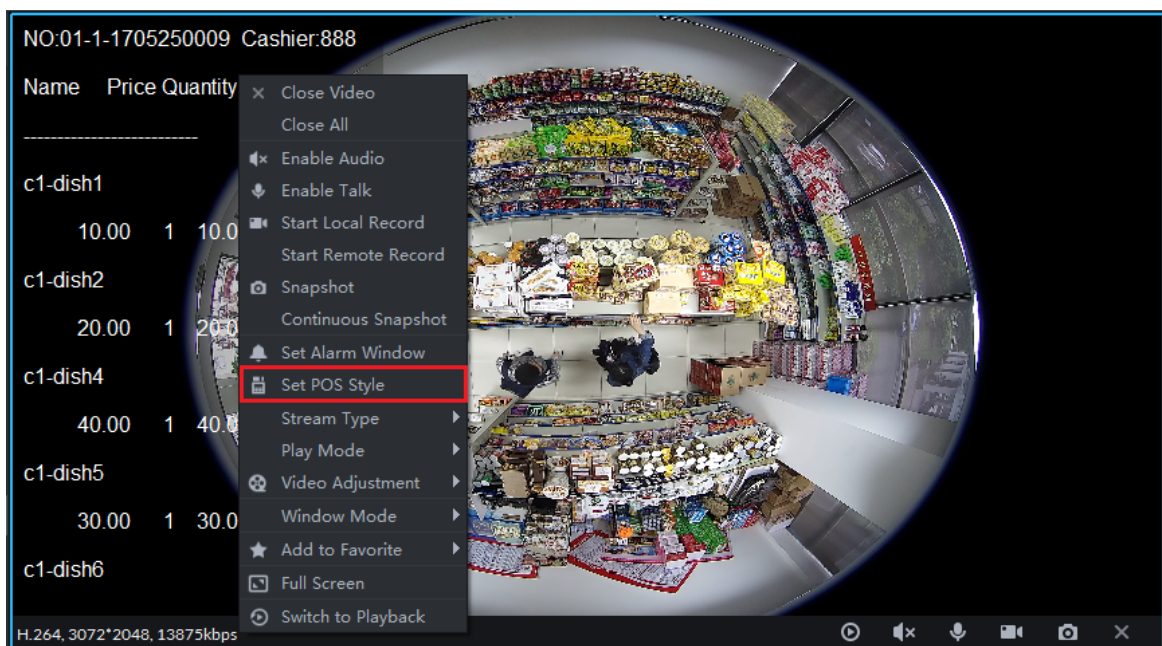 NO:01-1-1705250009 Cashier:888
Name Price Quantity
---------------------------
c1-dish1
10.00 1 10.0
c1-dish2
20.00 1 20.0
c1-dish4
40.00 1 40.0
c1-dish5
30.00 1 30.0
c1-dish6
Close Video
Close All
Enable Audio
Enable Talk
Start Local Record
Start Remote Record
Snapshot
Continuous Snapshot
Set Alarm Window
Set POS Style
Stream Type
Play Mode
Video Adjustment
Window Mode
Add to Favorite
Full Screen
Switch to Playback
H.264, 3072*2048, 13875kbps